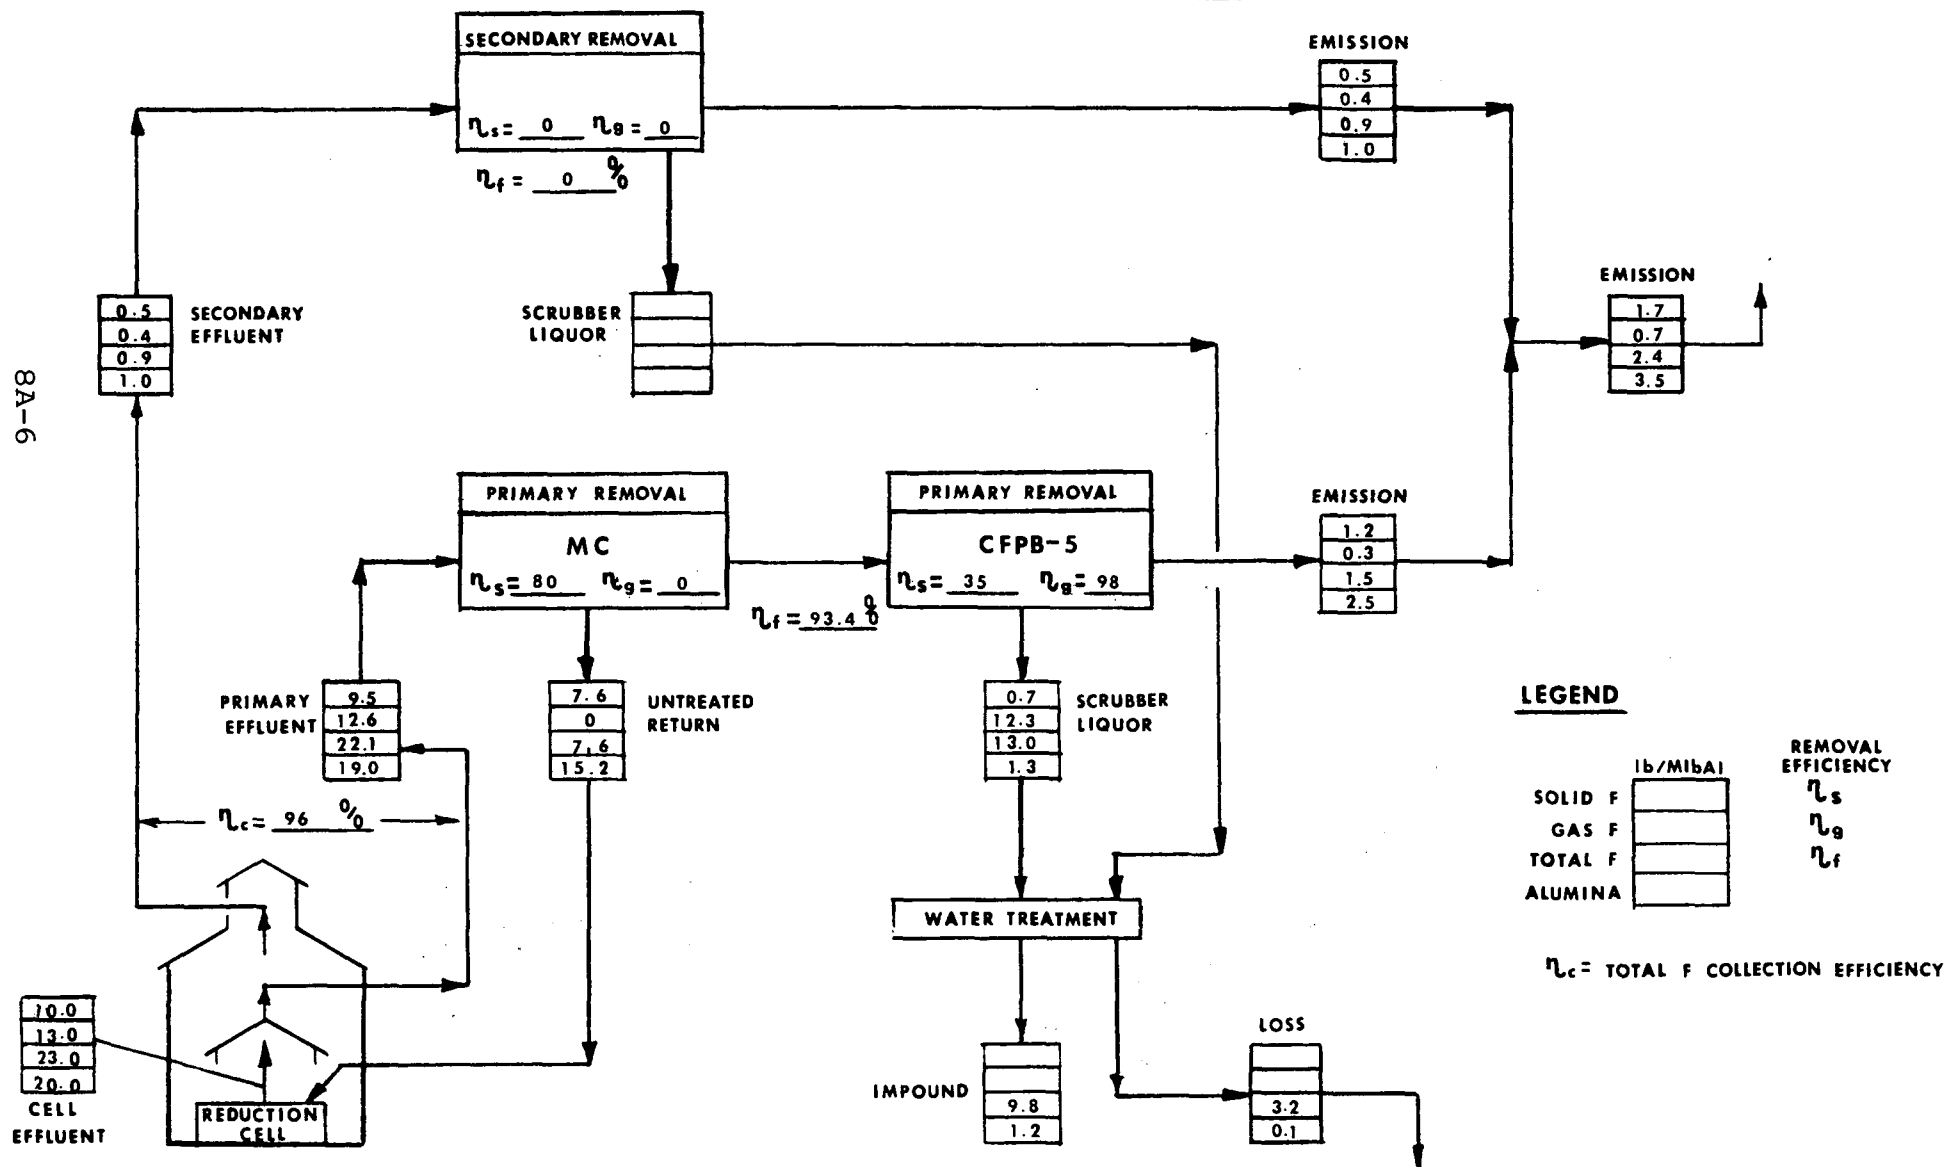 SECONDARY REMOVAL
ηs= 0 ηg= 0
ηf = 0 %
EMISSION
0.5
0.4
0.9
1.0
EMISSION
1.7
0.7
2.4
3.5
0.5
0.4
0.9
1.0
SECONDARY
EFFLUENT
SCRUBBER
LIQUOR
8A-6
PRIMARY REMOVAL
MC
ηs= 80 ηg= 0
PRIMARY REMOVAL
CFPB-5
ηs= 35 ηg= 98
ηf = 93.4 %
EMISSION
1.2
0.3
1.5
2.5
PRIMARY
EFFLUENT
9.5
12.6
22.1
19.0
7.6
0
7.6
15.2
UNTREATED
RETURN
0.7
12.3
13.0
1.3
SCRUBBER
LIQUOR
LEGEND
lb/MlbAl
REMOVAL
EFFICIENCY
SOLID F ηs
GAS F ηg
TOTAL F ηf
ALUMINA
ηc= TOTAL F COLLECTION EFFICIENCY
ηc= 96 %
WATER TREATMENT
10.0
13.0
23.0
20.0
CELL
EFFLUENT
REDUCTION
CELL
IMPOUND
9.8
1.2
LOSS
3.2
0.1